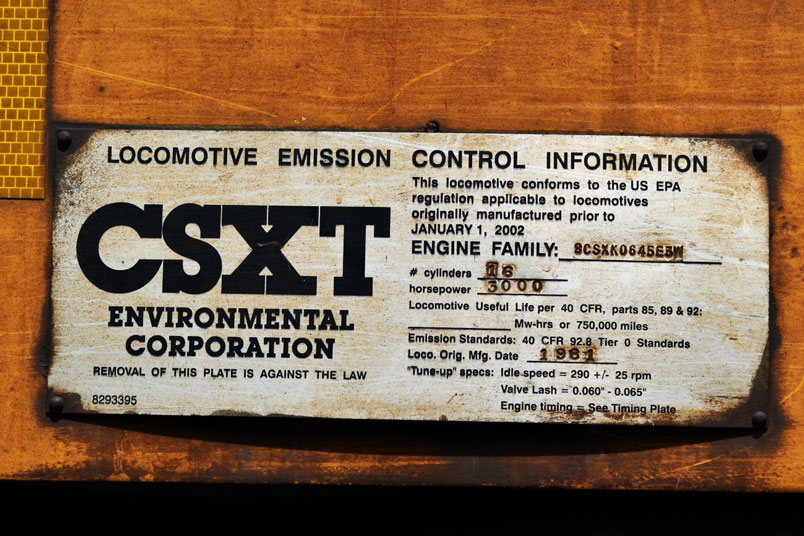 LOCOMOTIVE EMISSION CONTROL INFORMATION
CSXT
ENVIRONMENTAL
CORPORATION
REMOVAL OF THIS PLATE IS AGAINST THE LAW
8293395
This locomotive conforms to the US EPA
regulation applicable to locomotives
originally manufactured prior to
JANUARY 1, 2002
ENGINE FAMILY: 8CSXK0645E3W
# cylinders 16
horsepower 3000
Locomotive Useful Life per 40 CFR, parts 85, 89 & 92:
Mw-hrs or 750,000 miles
Emission Standards: 40 CFR 92.8 Tier 0 Standards
Loco, Orig. Mfg. Date 1981
"Tune-up" specs: Idle speed = 290 +/- 25 rpm
Valve Lash = 0.060" - 0.065"
Engine timing = See Timing Plate